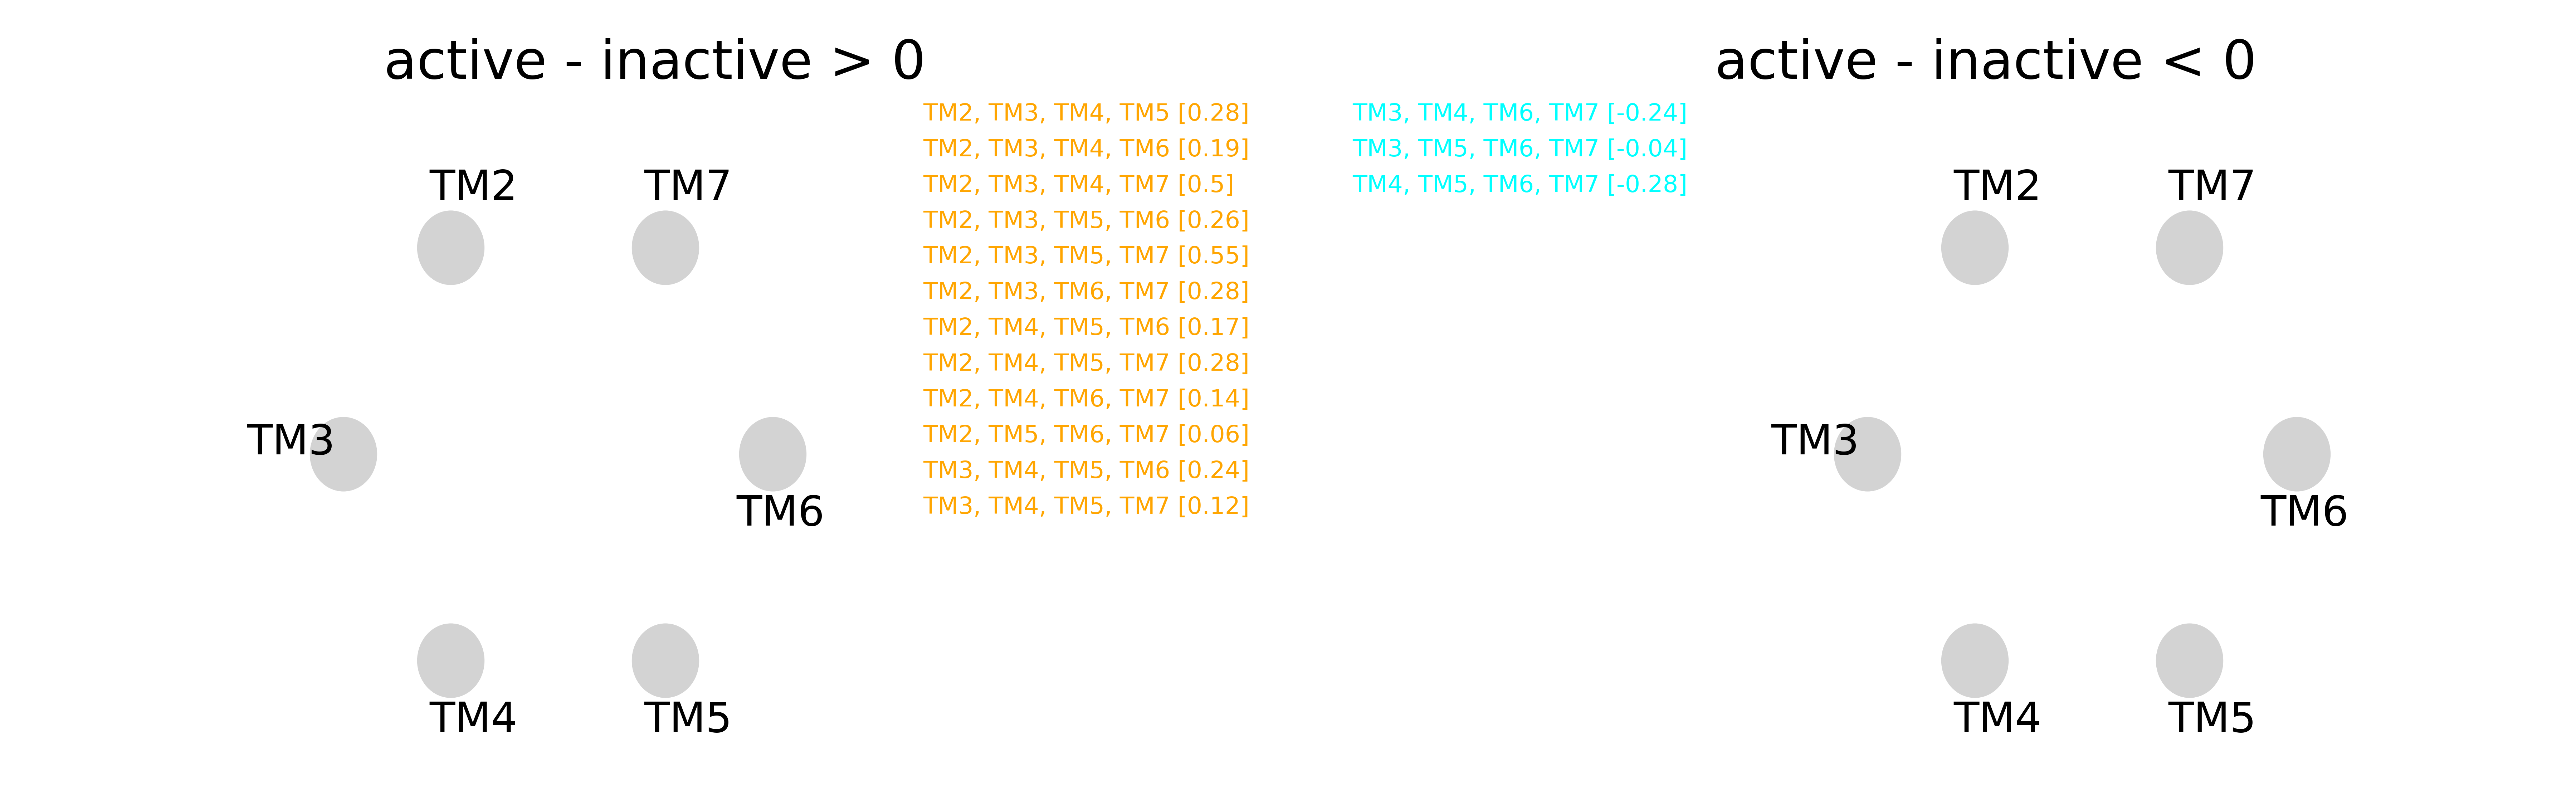 active - inactive > 0
TM2, TM3, TM4, TM5 [0.28]
TM2, TM3, TM4, TM6 [0.19]
TM2, TM3, TM4, TM7 [0.5]
TM2, TM3, TM5, TM6 [0.26]
TM2, TM3, TM5, TM7 [0.55]
TM2, TM3, TM6, TM7 [0.28]
TM2, TM4, TM5, TM6 [0.17]
TM2, TM4, TM5, TM7 [0.28]
TM2, TM4, TM6, TM7 [0.14]
TM2, TM5, TM6, TM7 [0.06]
TM3, TM4, TM5, TM6 [0.24]
TM3, TM4, TM5, TM7 [0.12]
TM2
TM7
TM3
TM6
TM4
TM5
active - inactive < 0
TM3, TM4, TM6, TM7 [-0.24]
TM3, TM5, TM6, TM7 [-0.04]
TM4, TM5, TM6, TM7 [-0.28]
TM2
TM7
TM3
TM6
TM4
TM5